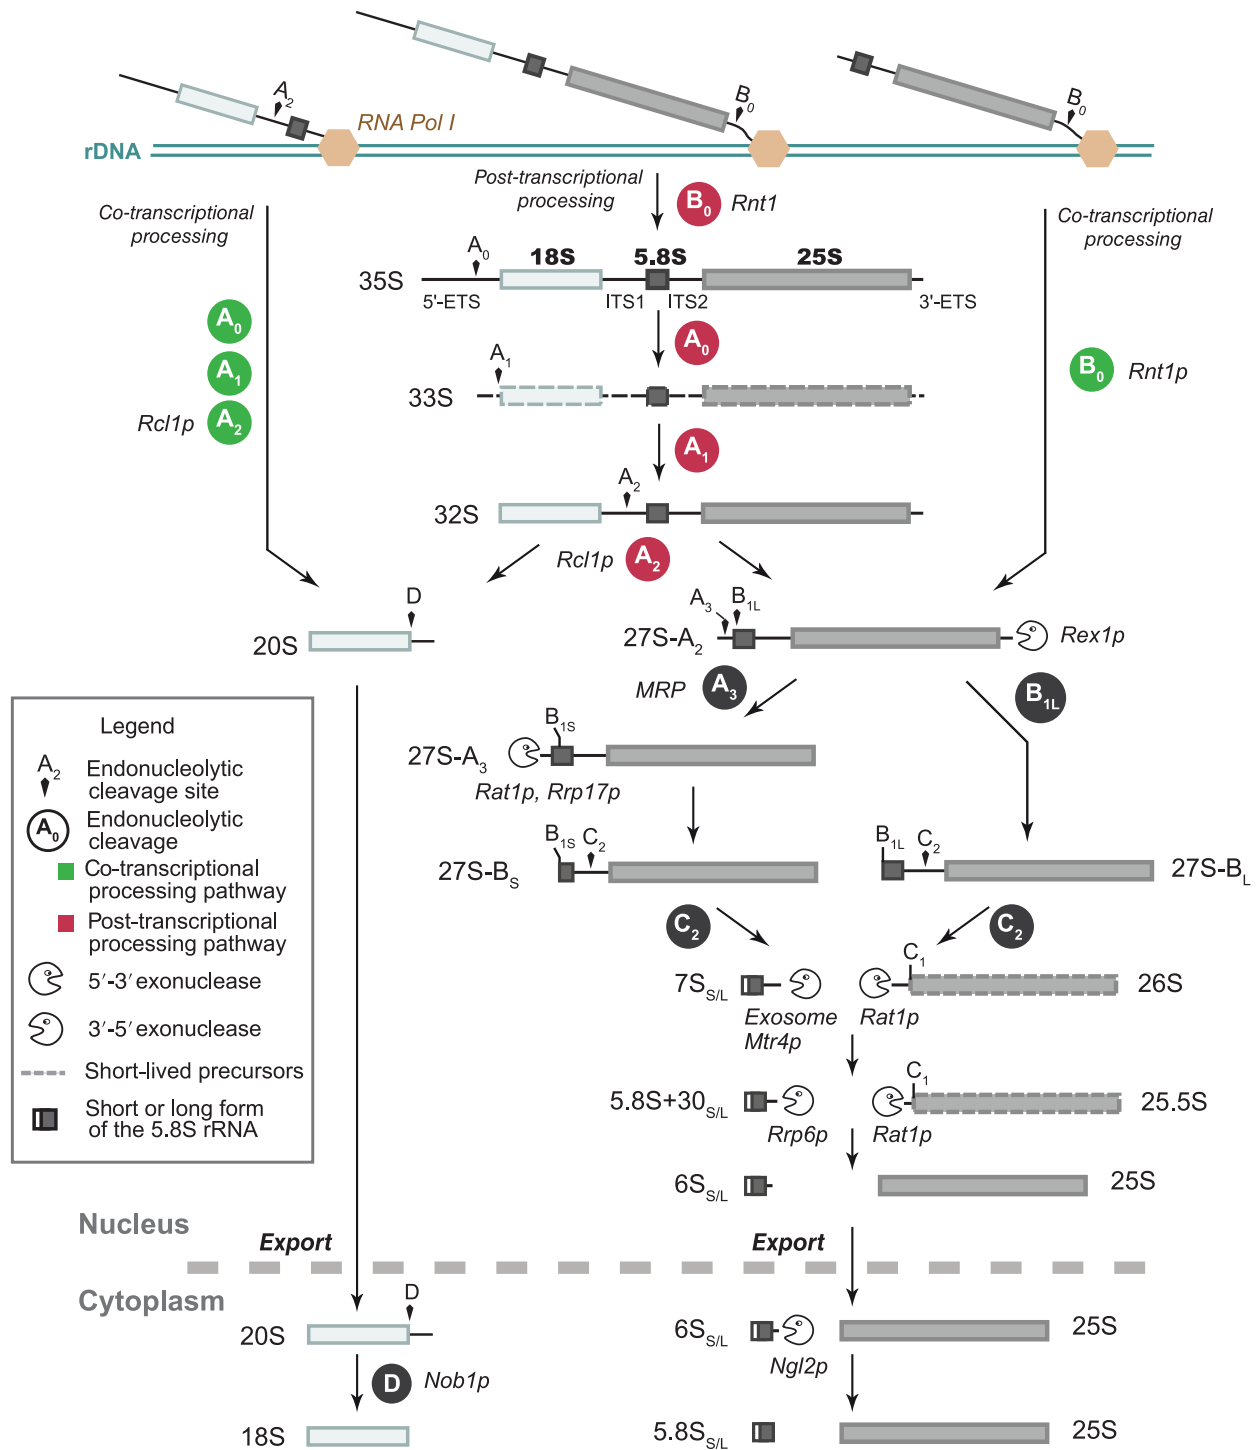 A2
B0
B0
RNA Pol I
rDNA
Co-transcriptional
processing
Post-transcriptional
processing
B0 Rnt1
Co-transcriptional
processing
A0
18S 5.8S 25S
35S
5'-ETS ITS1 ITS2 3'-ETS
A0
A0
A1
A1
33S
B0 Rnt1p
Rcl1p A2
A1
A2
32S
Rcl1p A2
D
20S
A3 B1L
27S-A2 Rex1p
MRP A3
B1L
B1S
27S-A3
Rat1p, Rrp17p
B1S C2
27S-BS
B1L C2
27S-BL
C2
C2
C1
7SS/L 26S
Exosome
Mtr4p
Rat1p
C1
5.8S+30S/L 25.5S
Rrp6p Rat1p
6SS/L 25S
Legend
A2 Endonucleolytic
cleavage site
A0 Endonucleolytic
cleavage
Co-transcriptional
processing pathway
Post-transcriptional
processing pathway
5′-3′ exonuclease
3′-5′ exonuclease
Short-lived precursors
Short or long form
of the 5.8S rRNA
Nucleus
Export Export
Cytoplasm
D
20S
6SS/L 25S
Ngl2p
D Nob1p
18S
5.8SS/L 25S